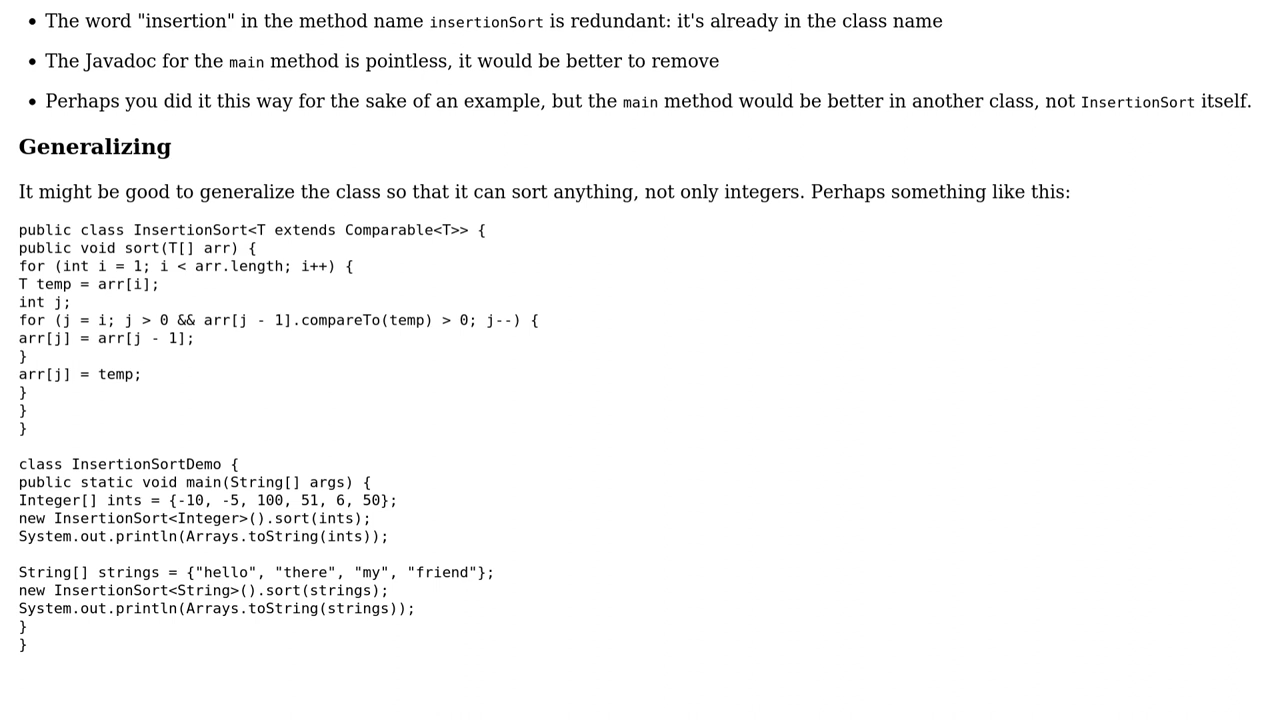 • The word "insertion" in the method name insertionSort is redundant: it's already in the class name
• The Javadoc for the main method is pointless, it would be better to remove
• Perhaps you did it this way for the sake of an example, but the main method would be better in another class, not InsertionSort itself.
Generalizing
It might be good to generalize the class so that it can sort anything, not only integers. Perhaps something like this:
public class InsertionSort<T extends Comparable<T>> {
public void sort(T[] arr) {
for (int i = 1; i < arr.length; i++) {
T temp = arr[i];
int j;
for (j = i; j > 0 && arr[j - 1].compareTo(temp) > 0; j--) {
arr[j] = arr[j - 1];
}
arr[j] = temp;
}
}
}
class InsertionSortDemo {
public static void main(String[] args) {
Integer[] ints = {-10, -5, 100, 51, 6, 50};
new InsertionSort<Integer>().sort(ints);
System.out.println(Arrays.toString(ints));
String[] strings = {"hello", "there", "my", "friend"};
new InsertionSort<String>().sort(strings);
System.out.println(Arrays.toString(strings));
}
}